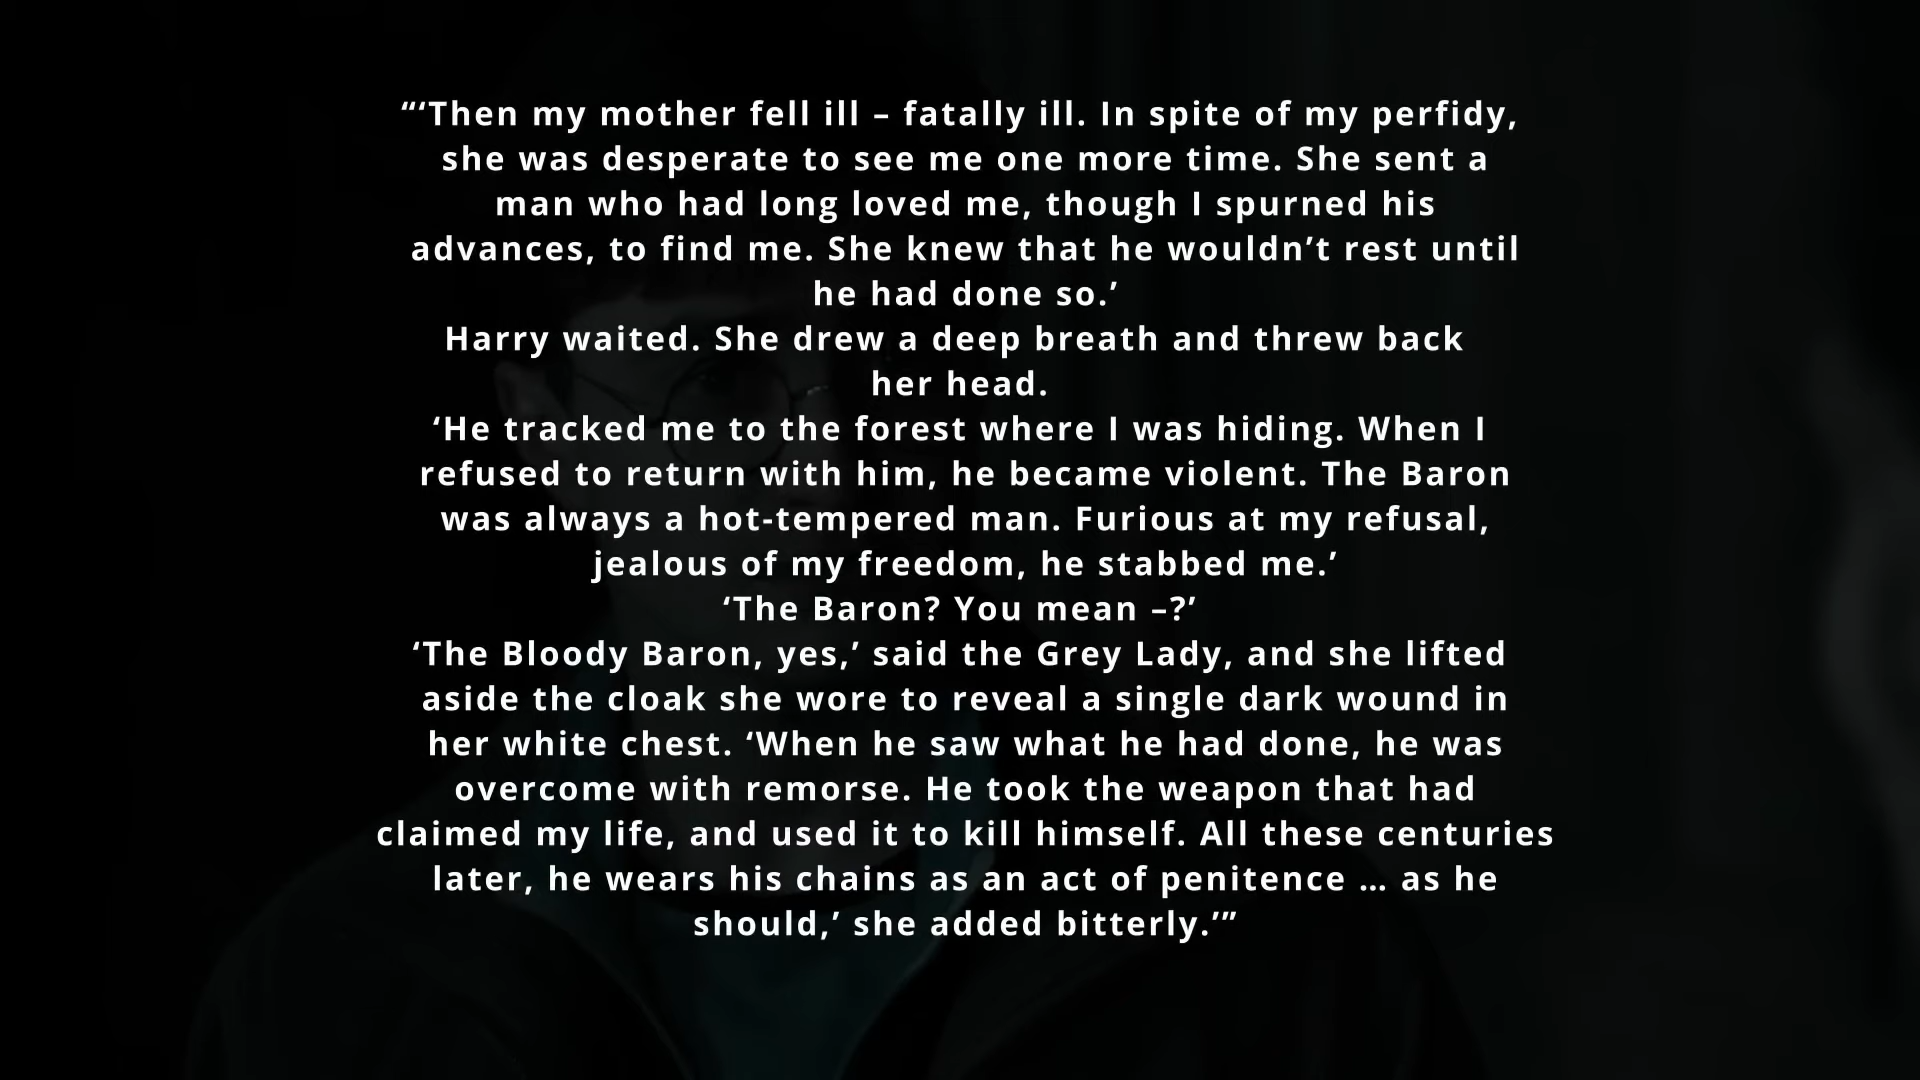 “‘Then my mother fell ill – fatally ill. In spite of my perfidy,
she was desperate to see me one more time. She sent a
man who had long loved me, though I spurned his
advances, to find me. She knew that he wouldn’t rest until
he had done so.’
Harry waited. She drew a deep breath and threw back
her head.
‘He tracked me to the forest where I was hiding. When I
refused to return with him, he became violent. The Baron
was always a hot-tempered man. Furious at my refusal,
jealous of my freedom, he stabbed me.’
‘The Baron? You mean –?’
‘The Bloody Baron, yes,’ said the Grey Lady, and she lifted
aside the cloak she wore to reveal a single dark wound in
her white chest. ‘When he saw what he had done, he was
overcome with remorse. He took the weapon that had
claimed my life, and used it to kill himself. All these centuries
later, he wears his chains as an act of penitence … as he
should,’ she added bitterly.’”